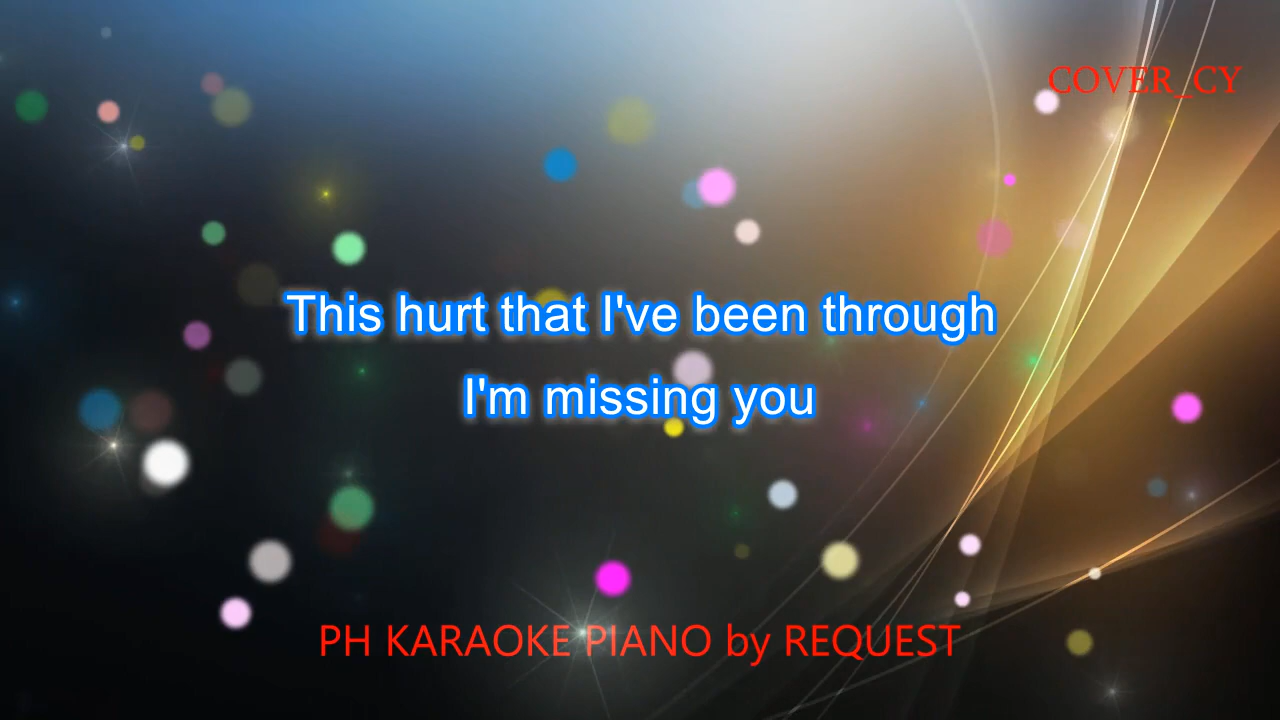 COVER_CY
This hurt that I've been through
I'm missing you
PH KARAOKE PIANO by REQUEST